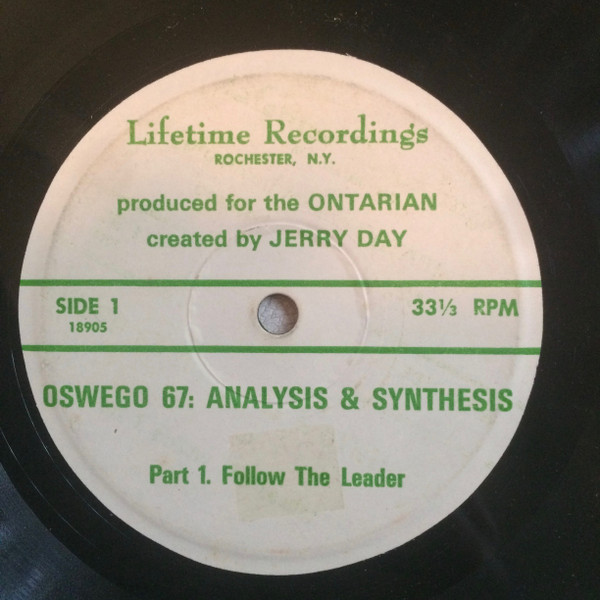 Lifetime Recordings
ROCHESTER, N.Y.
produced for the ONTARIAN
created by JERRY DAY
SIDE 1
33⅓ RPM
18905
OSWEGO 67: ANALYSIS & SYNTHESIS
Part 1. Follow The Leader